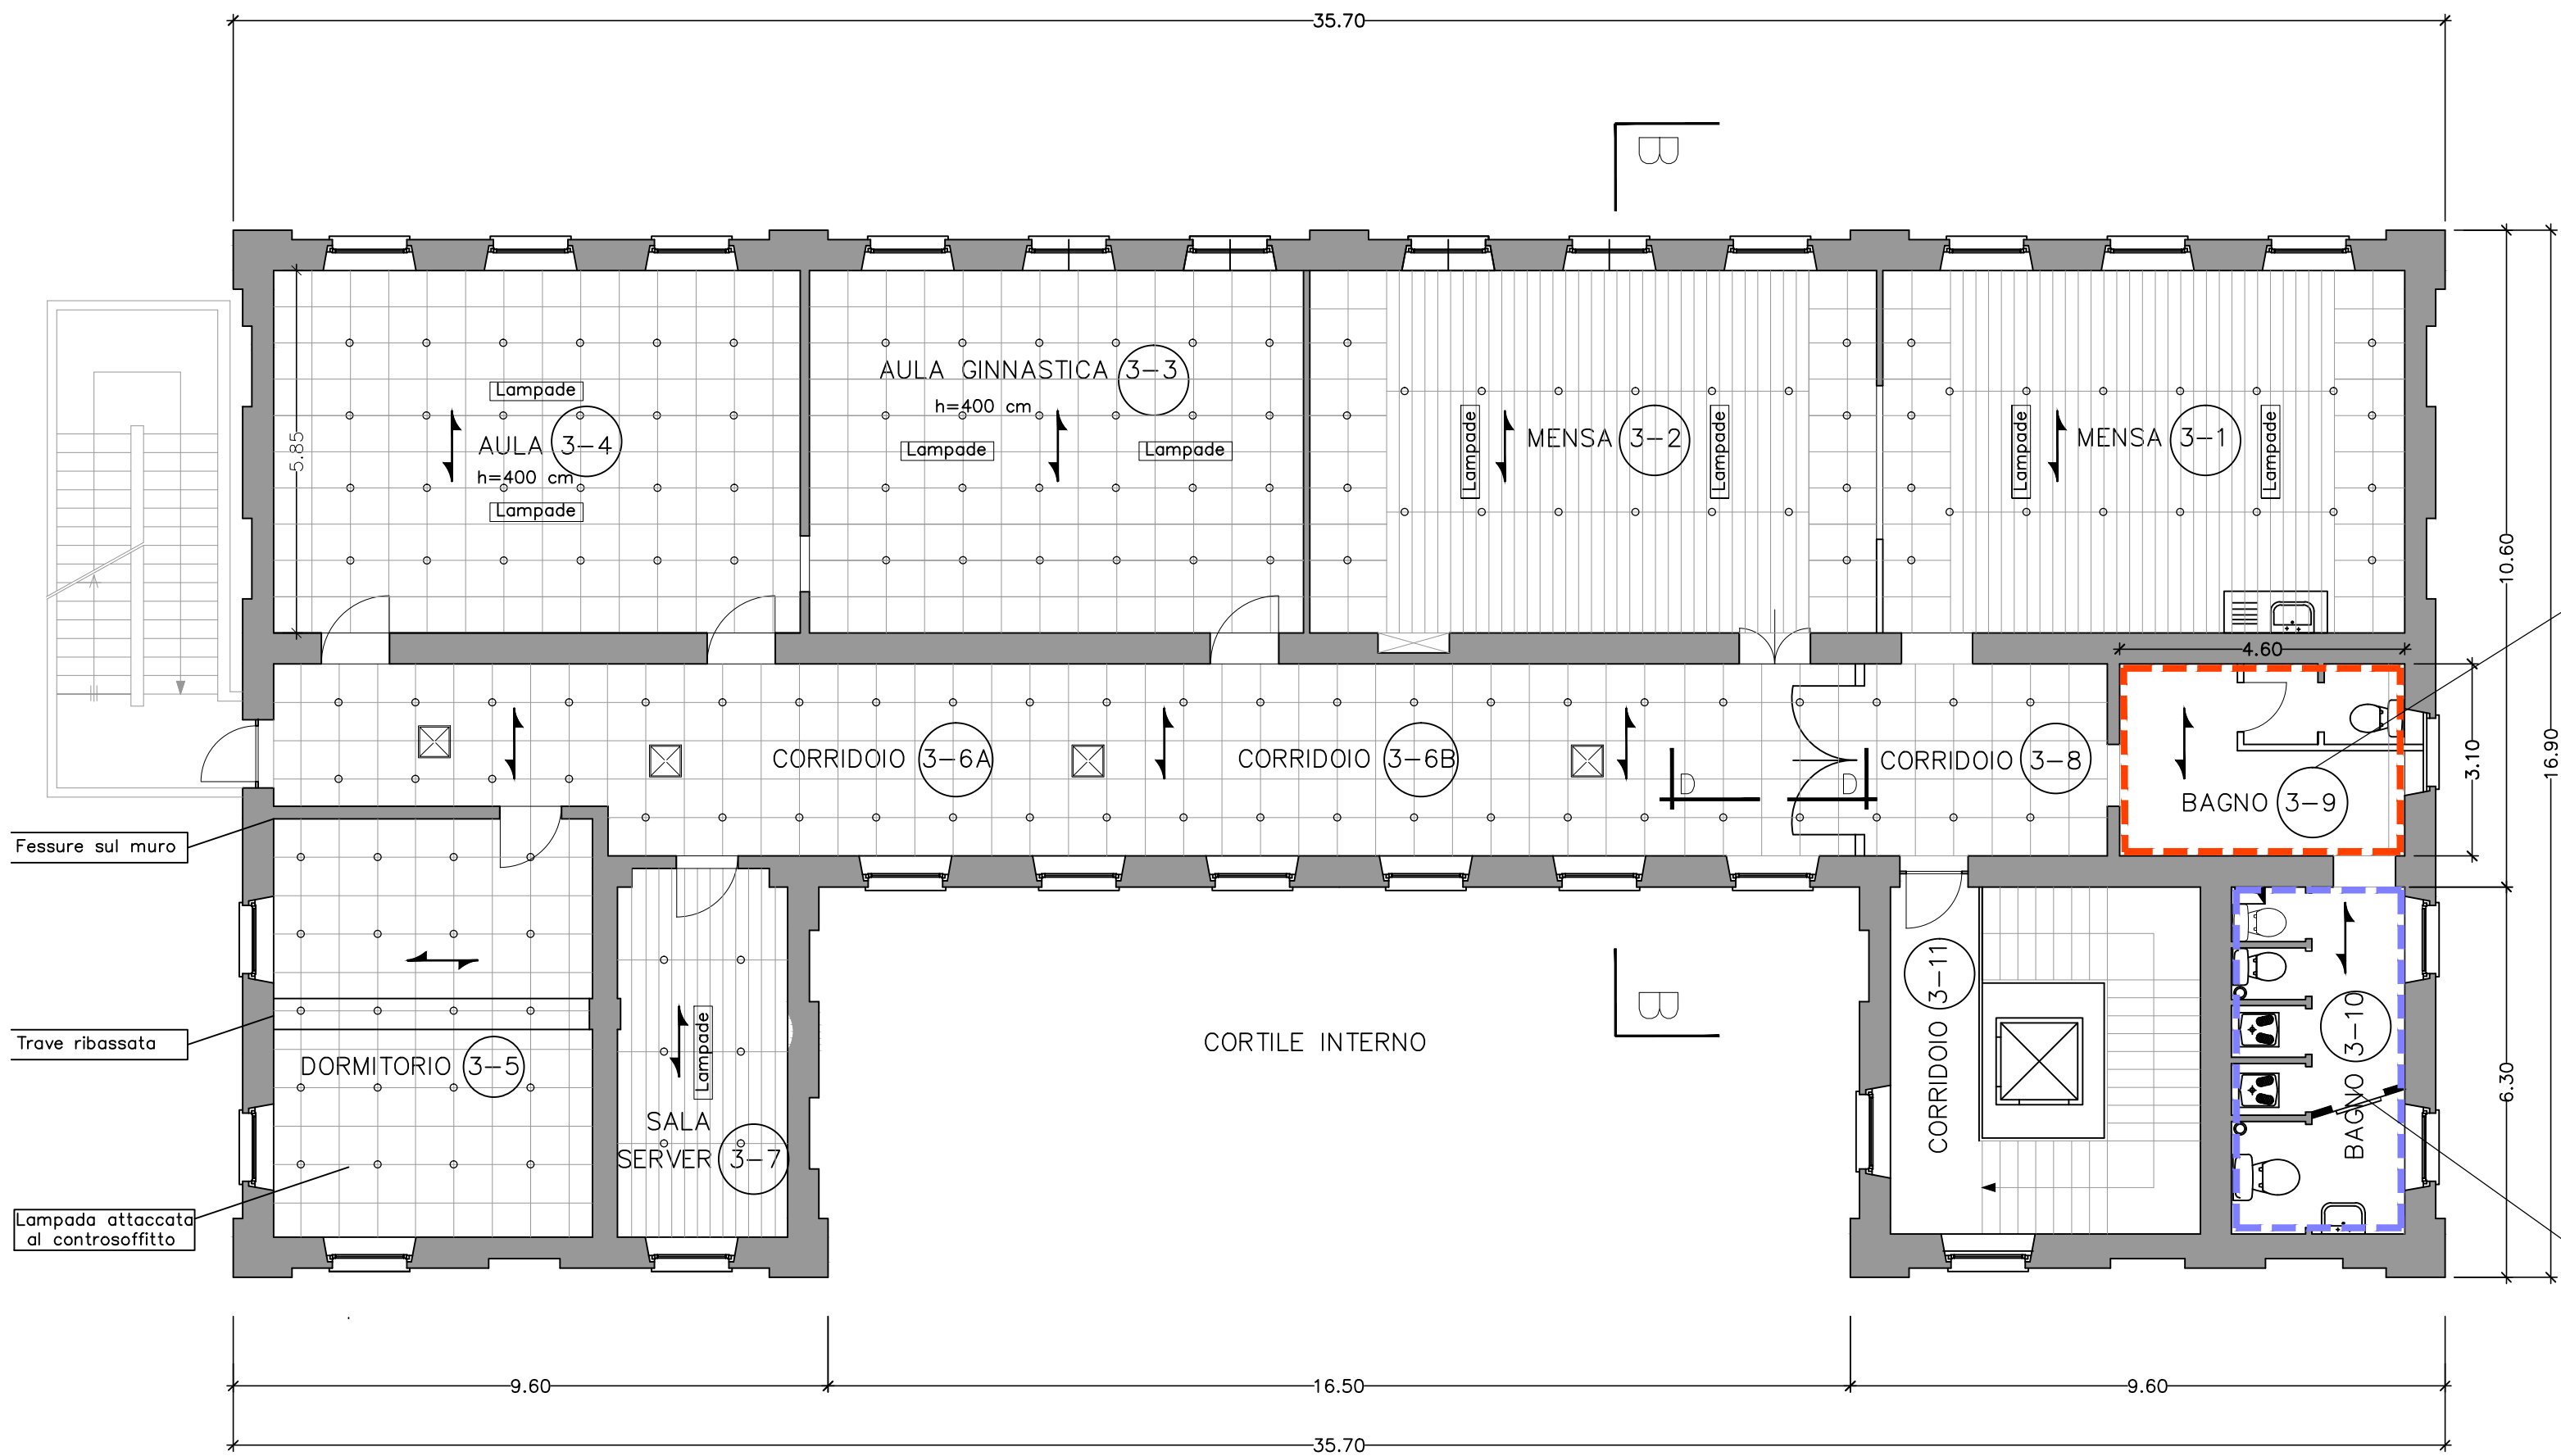 35.70
B
Lampade
AULA 3-4
h=400 cm
Lampade
5.85
AULA GINNASTICA 3-3
h=400 cm
Lampade
Lampade
Lampade
MENSA 3-2
Lampade
Lampade
MENSA 3-1
Lampade
10.60
16.90
4.60
3.10
CORRIDOIO 3-6A
CORRIDOIO 3-6B
D
D
CORRIDOIO 3-8
BAGNO 3-9
Fessure sul muro
Trave ribassata
DORMITORIO 3-5
Lampada attaccata
al controsoffitto
Lampade
SALA
SERVER 3-7
CORTILE INTERNO
B
CORRIDOIO 3-11
BAGNO 3-10
6.30
9.60
16.50
9.60
35.70